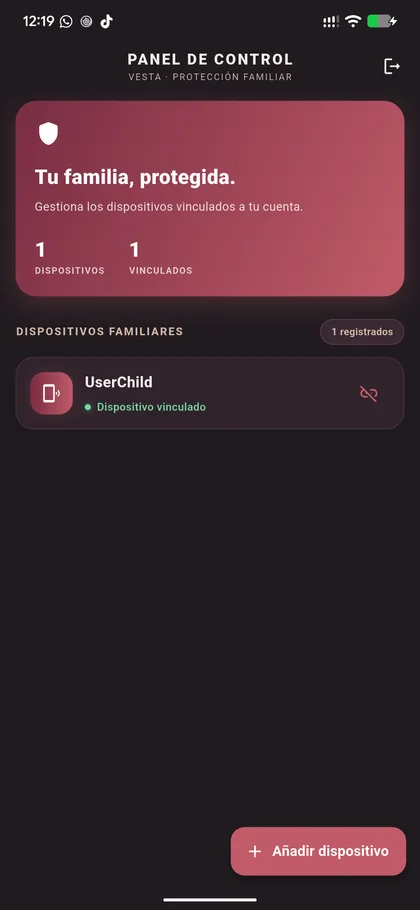 12:19
PANEL DE CONTROL
VESTA · PROTECCIÓN FAMILIAR
Tu familia, protegida.
Gestiona los dispositivos vinculados a tu cuenta.
1 1
DISPOSITIVOS VINCULADOS
DISPOSITIVOS FAMILIARES 1 registrados
UserChild
Dispositivo vinculado
+ Añadir dispositivo